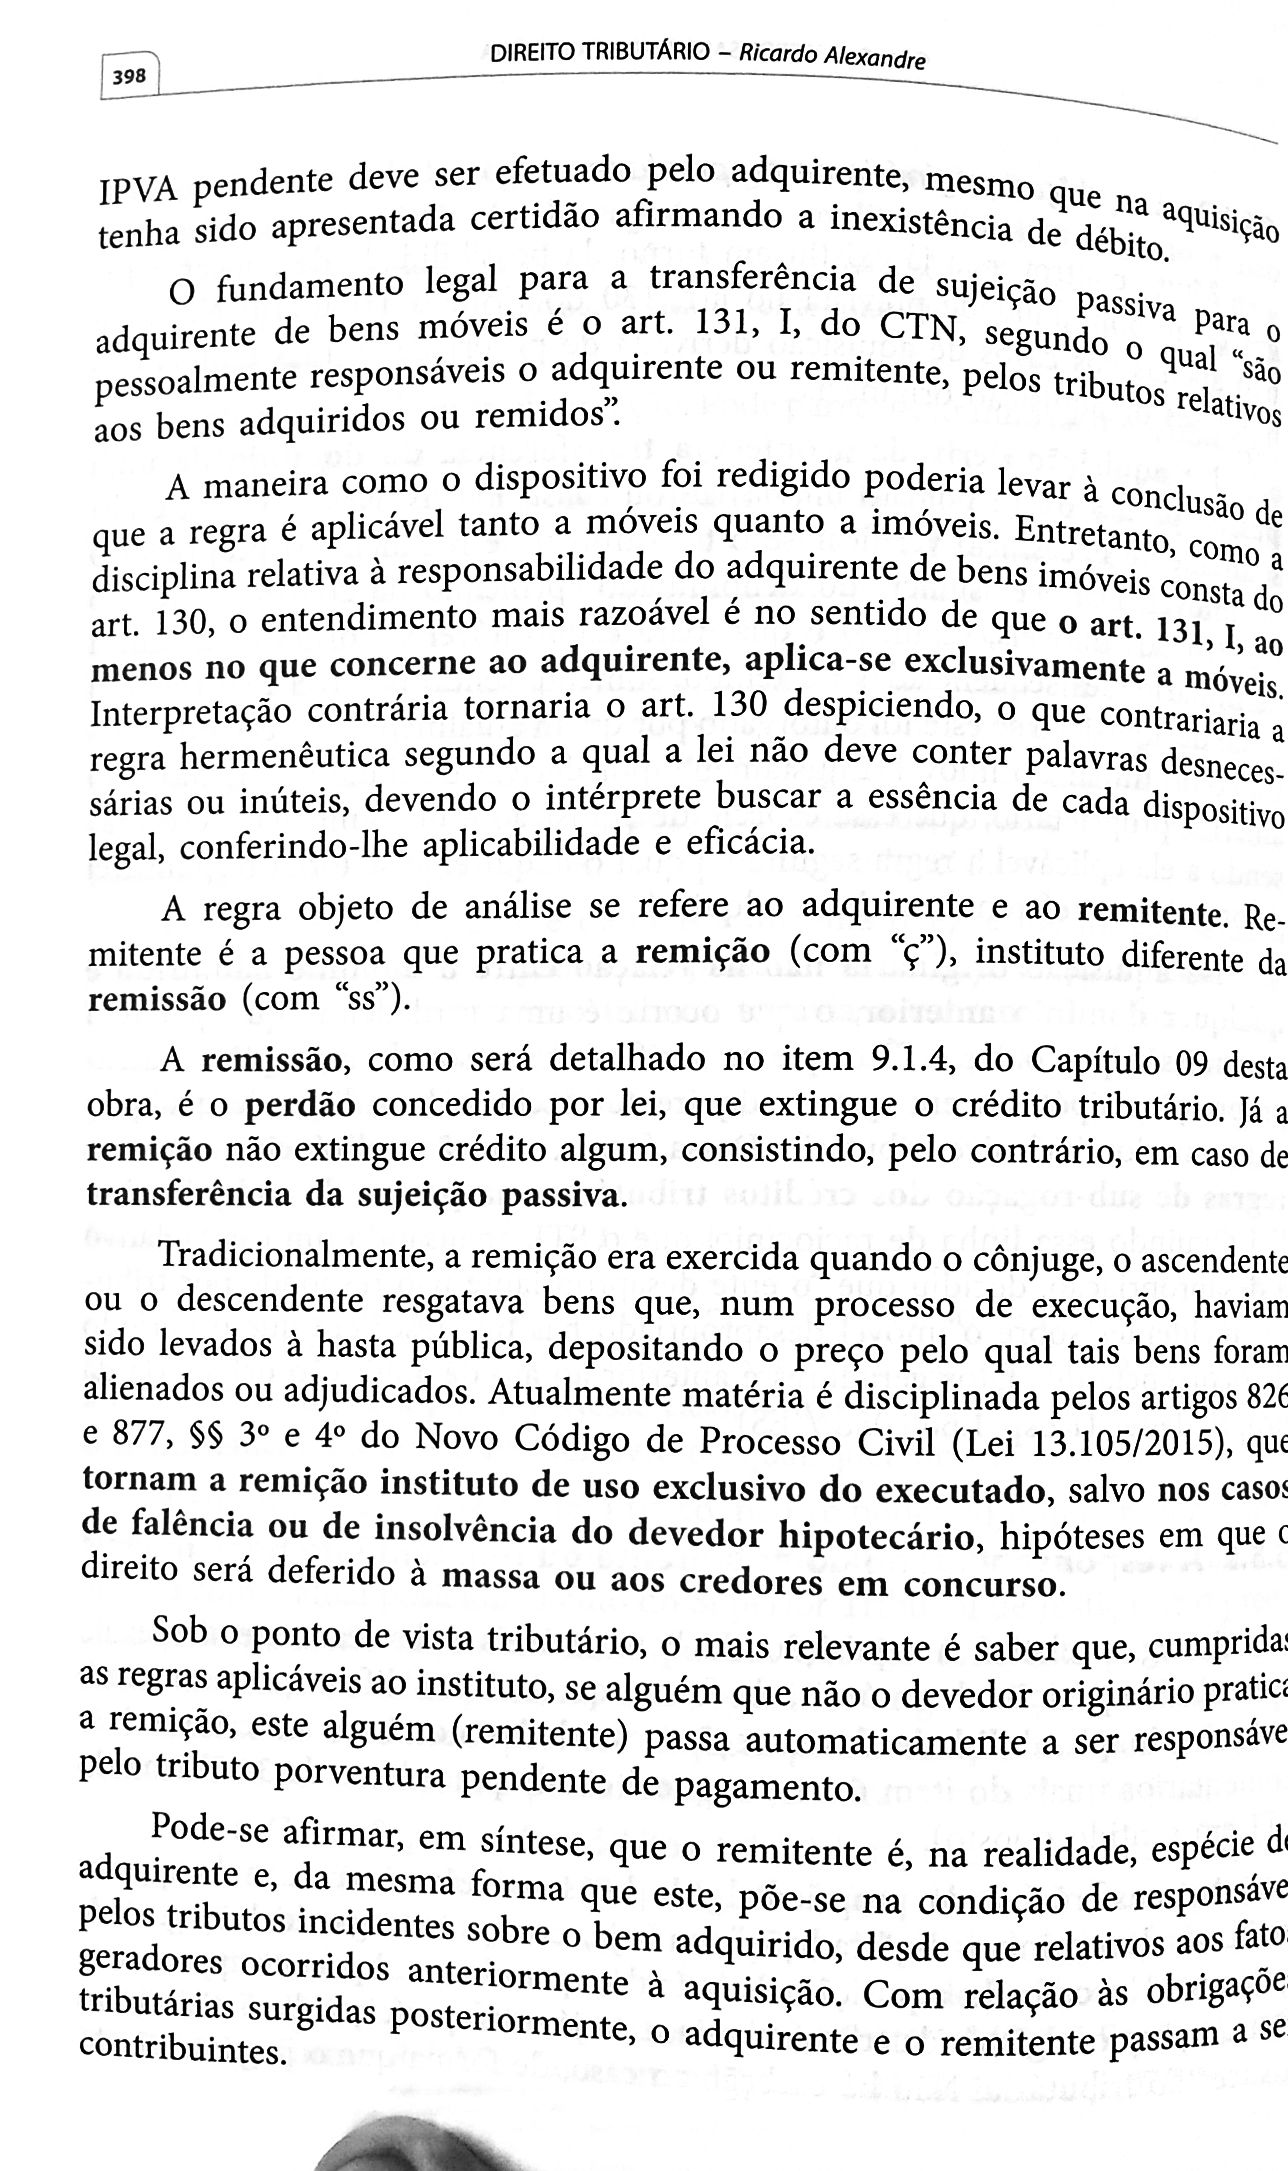 398
DIREITO TRIBUTÁRIO – Ricardo Alexandre
IPVA pendente deve ser efetuado pelo adquirente, mesmo que na aquisição
tenha sido apresentada certidão afirmando a inexistência de débito.
O fundamento legal para a transferência de sujeição passiva para o
adquirente de bens móveis é o art. 131, I, do CTN, segundo o qual “são
pessoalmente responsáveis o adquirente ou remitente, pelos tributos relativos
aos bens adquiridos ou remidos”.
A maneira como o dispositivo foi redigido poderia levar à conclusão de
que a regra é aplicável tanto a móveis quanto a imóveis. Entretanto, como a
disciplina relativa à responsabilidade do adquirente de bens imóveis consta do
art. 130, o entendimento mais razoável é no sentido de que o art. 131, I, ao
menos no que concerne ao adquirente, aplica-se exclusivamente a móveis.
Interpretação contrária tornaria o art. 130 despiciendo, o que contrariaria a
regra hermenêutica segundo a qual a lei não deve conter palavras desneces-
sárias ou inúteis, devendo o intérprete buscar a essência de cada dispositivo
legal, conferindo-lhe aplicabilidade e eficácia.
A regra objeto de análise se refere ao adquirente e ao remitente. Re-
mitente é a pessoa que pratica a remição (com “ç”), instituto diferente da
remissão (com “ss”).
A remissão, como será detalhado no item 9.1.4, do Capítulo 09 desta
obra, é o perdão concedido por lei, que extingue o crédito tributário. Já a
remição não extingue crédito algum, consistindo, pelo contrário, em caso de
transferência da sujeição passiva.
Tradicionalmente, a remição era exercida quando o cônjuge, o ascendente
ou o descendente resgatava bens que, num processo de execução, haviam
sido levados à hasta pública, depositando o preço pelo qual tais bens foram
alienados ou adjudicados. Atualmente matéria é disciplinada pelos artigos 826
e 877, §§ 3º e 4º do Novo Código de Processo Civil (Lei 13.105/2015), que
tornam a remição instituto de uso exclusivo do executado, salvo nos casos
de falência ou de insolvência do devedor hipotecário, hipóteses em que o
direito será deferido à massa ou aos credores em concurso.
Sob o ponto de vista tributário, o mais relevante é saber que, cumpridas
as regras aplicáveis ao instituto, se alguém que não o devedor originário pratica
a remição, este alguém (remitente) passa automaticamente a ser responsáve
pelo tributo porventura pendente de pagamento.
Pode-se afirmar, em síntese, que o remitente é, na realidade, espécie de
adquirente e, da mesma forma que este, põe-se na condição de responsáve
pelos tributos incidentes sobre o bem adquirido, desde que relativos aos fato
geradores ocorridos anteriormente à aquisição. Com relação às obrigaçõe
tributárias surgidas posteriormente, o adquirente e o remitente passam a se
contribuintes.